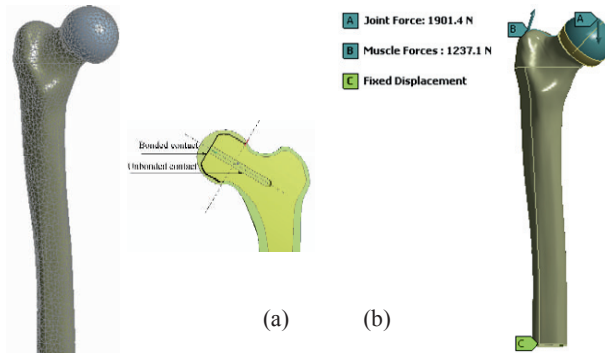 A Joint Force: 1901.4 N
B Muscle Forces : 1237.1 N
C Fixed Displacement
B
A
Bonded contact
Unbonded contact
(a)
(b)
C